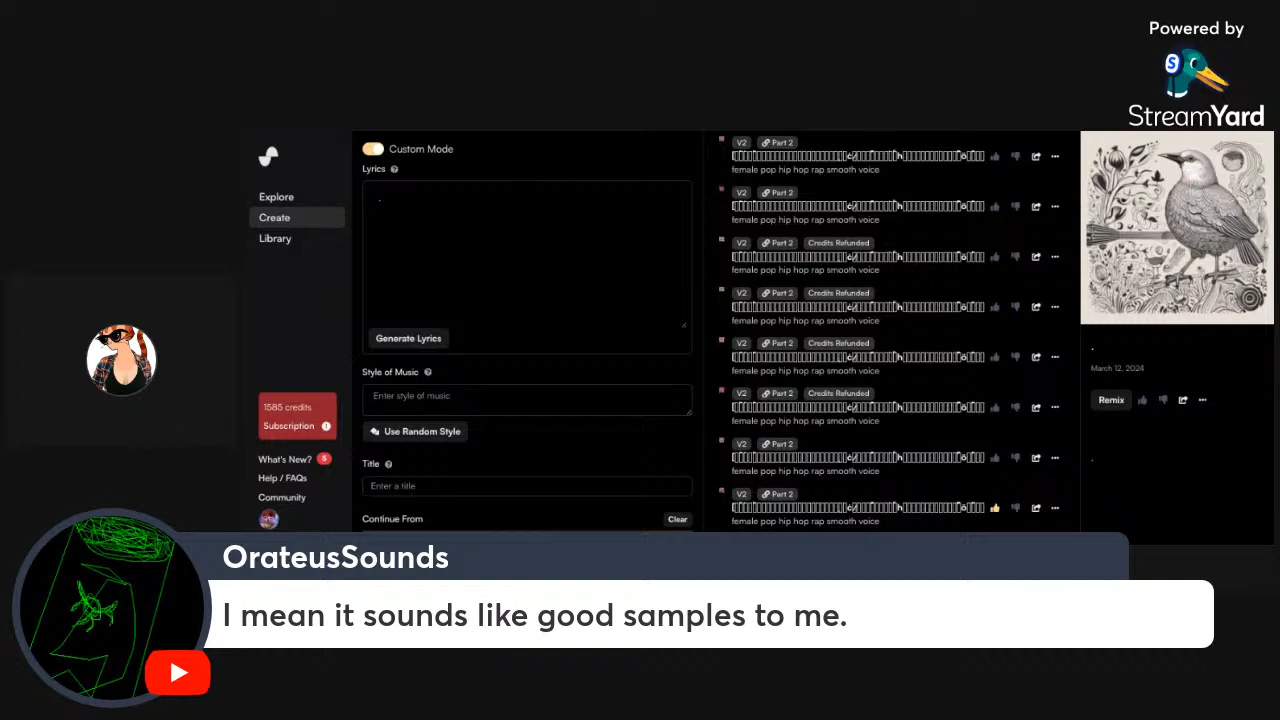 Powered by
StreamYard
Custom Mode
Lyrics
.
Generate Lyrics
Style of Music
Enter style of music
Use Random Style
Title
Enter a title
Continue From
Clear
Explore
Create
Library
1585 credits
Subscription
What's New? 5
Help / FAQs
Community
V2 Part 2
female pop hip hop rap smooth voice
V2 Part 2
female pop hip hop rap smooth voice
V2 Part 2 Credits Refunded
female pop hip hop rap smooth voice
V2 Part 2 Credits Refunded
female pop hip hop rap smooth voice
V2 Part 2 Credits Refunded
female pop hip hop rap smooth voice
V2 Part 2 Credits Refunded
female pop hip hop rap smooth voice
V2 Part 2
female pop hip hop rap smooth voice
V2 Part 2
female pop hip hop rap smooth voice
.
March 12, 2024
Remix
.
OrateusSounds
I mean it sounds like good samples to me.